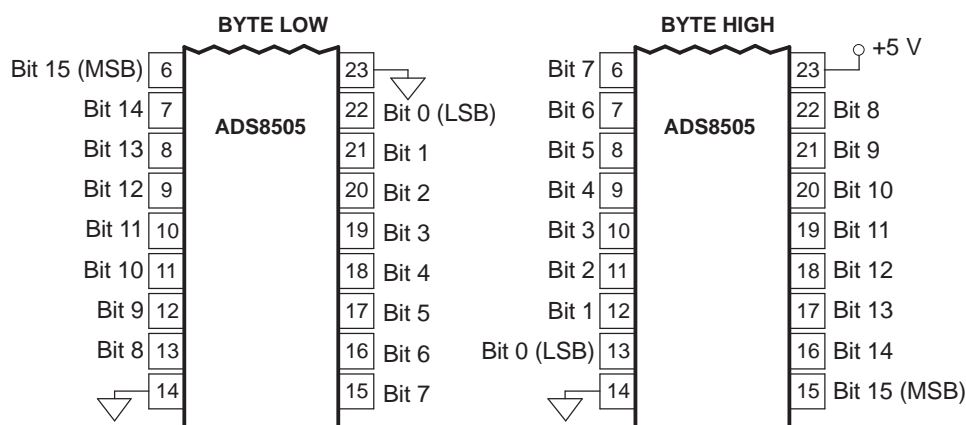 BYTE LOW
Bit 15 (MSB) 6
23
Bit 14 7
22 Bit 0 (LSB)
Bit 13 8
21 Bit 1
Bit 12 9
20 Bit 2
Bit 11 10
19 Bit 3
Bit 10 11
18 Bit 4
Bit 9 12
17 Bit 5
Bit 8 13
16 Bit 6
14
15 Bit 7
ADS8505
BYTE HIGH
Bit 7 6
23 +5 V
Bit 6 7
22 Bit 8
Bit 5 8
21 Bit 9
Bit 4 9
20 Bit 10
Bit 3 10
19 Bit 11
Bit 2 11
18 Bit 12
Bit 1 12
17 Bit 13
Bit 0 (LSB) 13
16 Bit 14
14
15 Bit 15 (MSB)
ADS8505